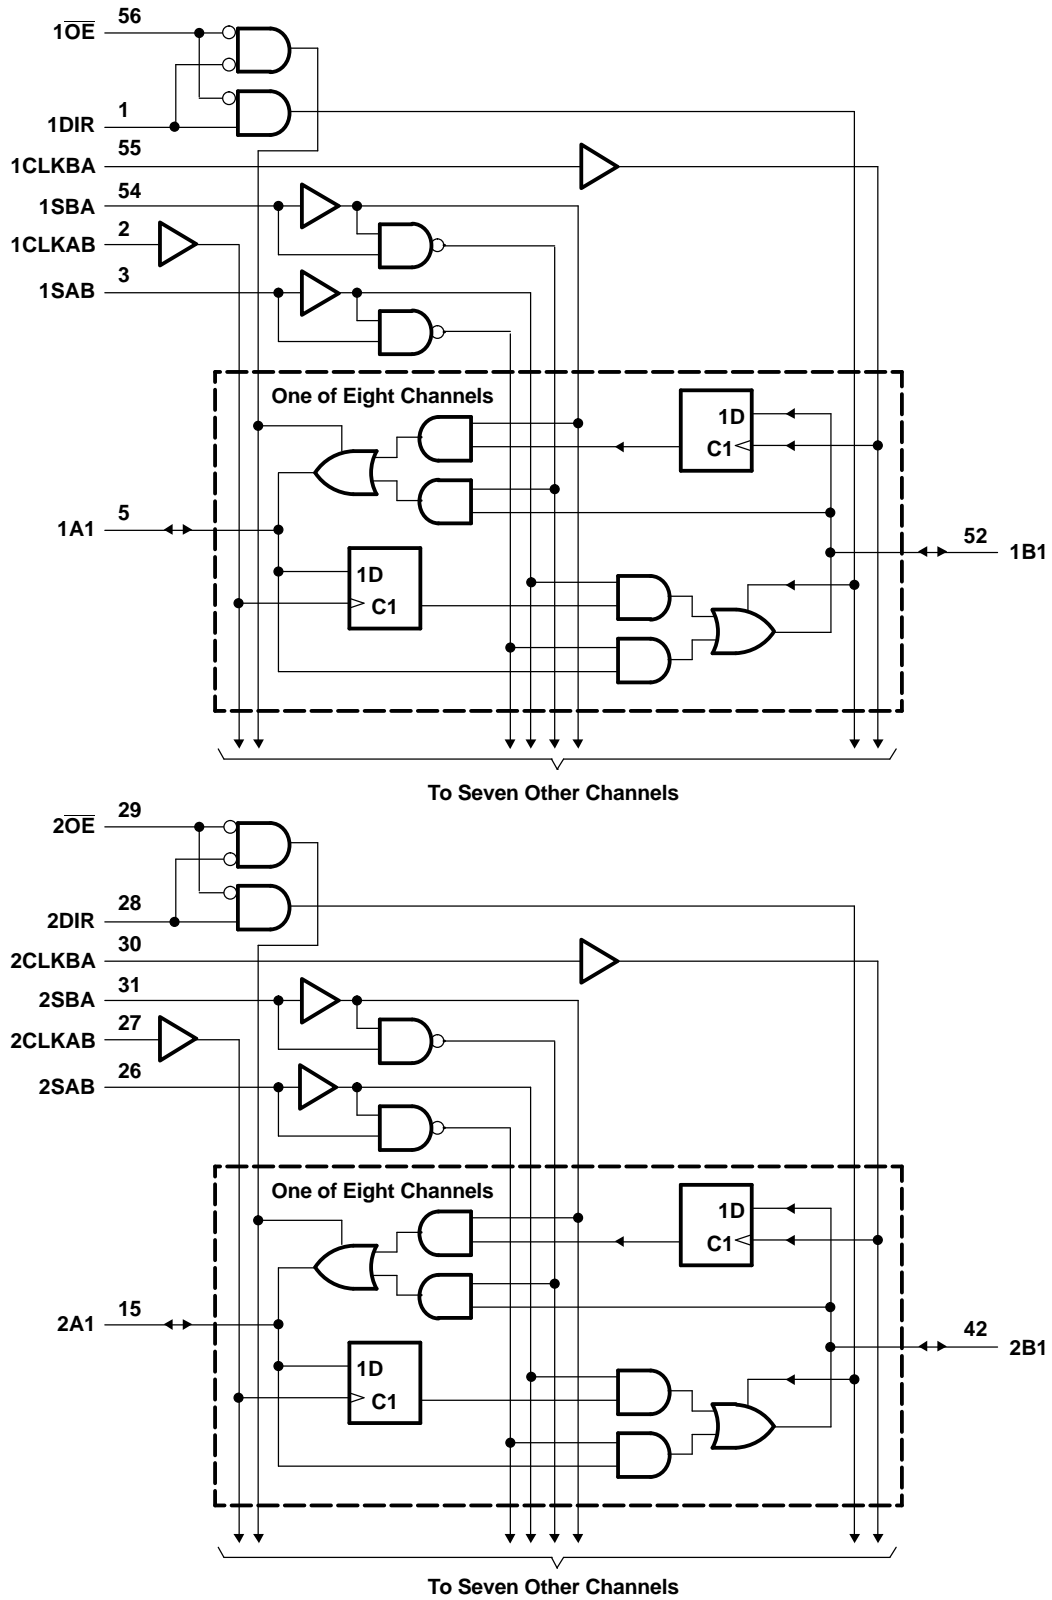 56
1O̅E̅
1
1DIR
55
1CLKBA
54
1SBA
2
1CLKAB
3
1SAB
One of Eight Channels
1D
C1
5
1A1
52
1B1
1D
C1
To Seven Other Channels
29
2O̅E̅
28
2DIR
30
2CLKBA
31
2SBA
27
2CLKAB
26
2SAB
One of Eight Channels
1D
C1
15
2A1
42
2B1
1D
C1
To Seven Other Channels